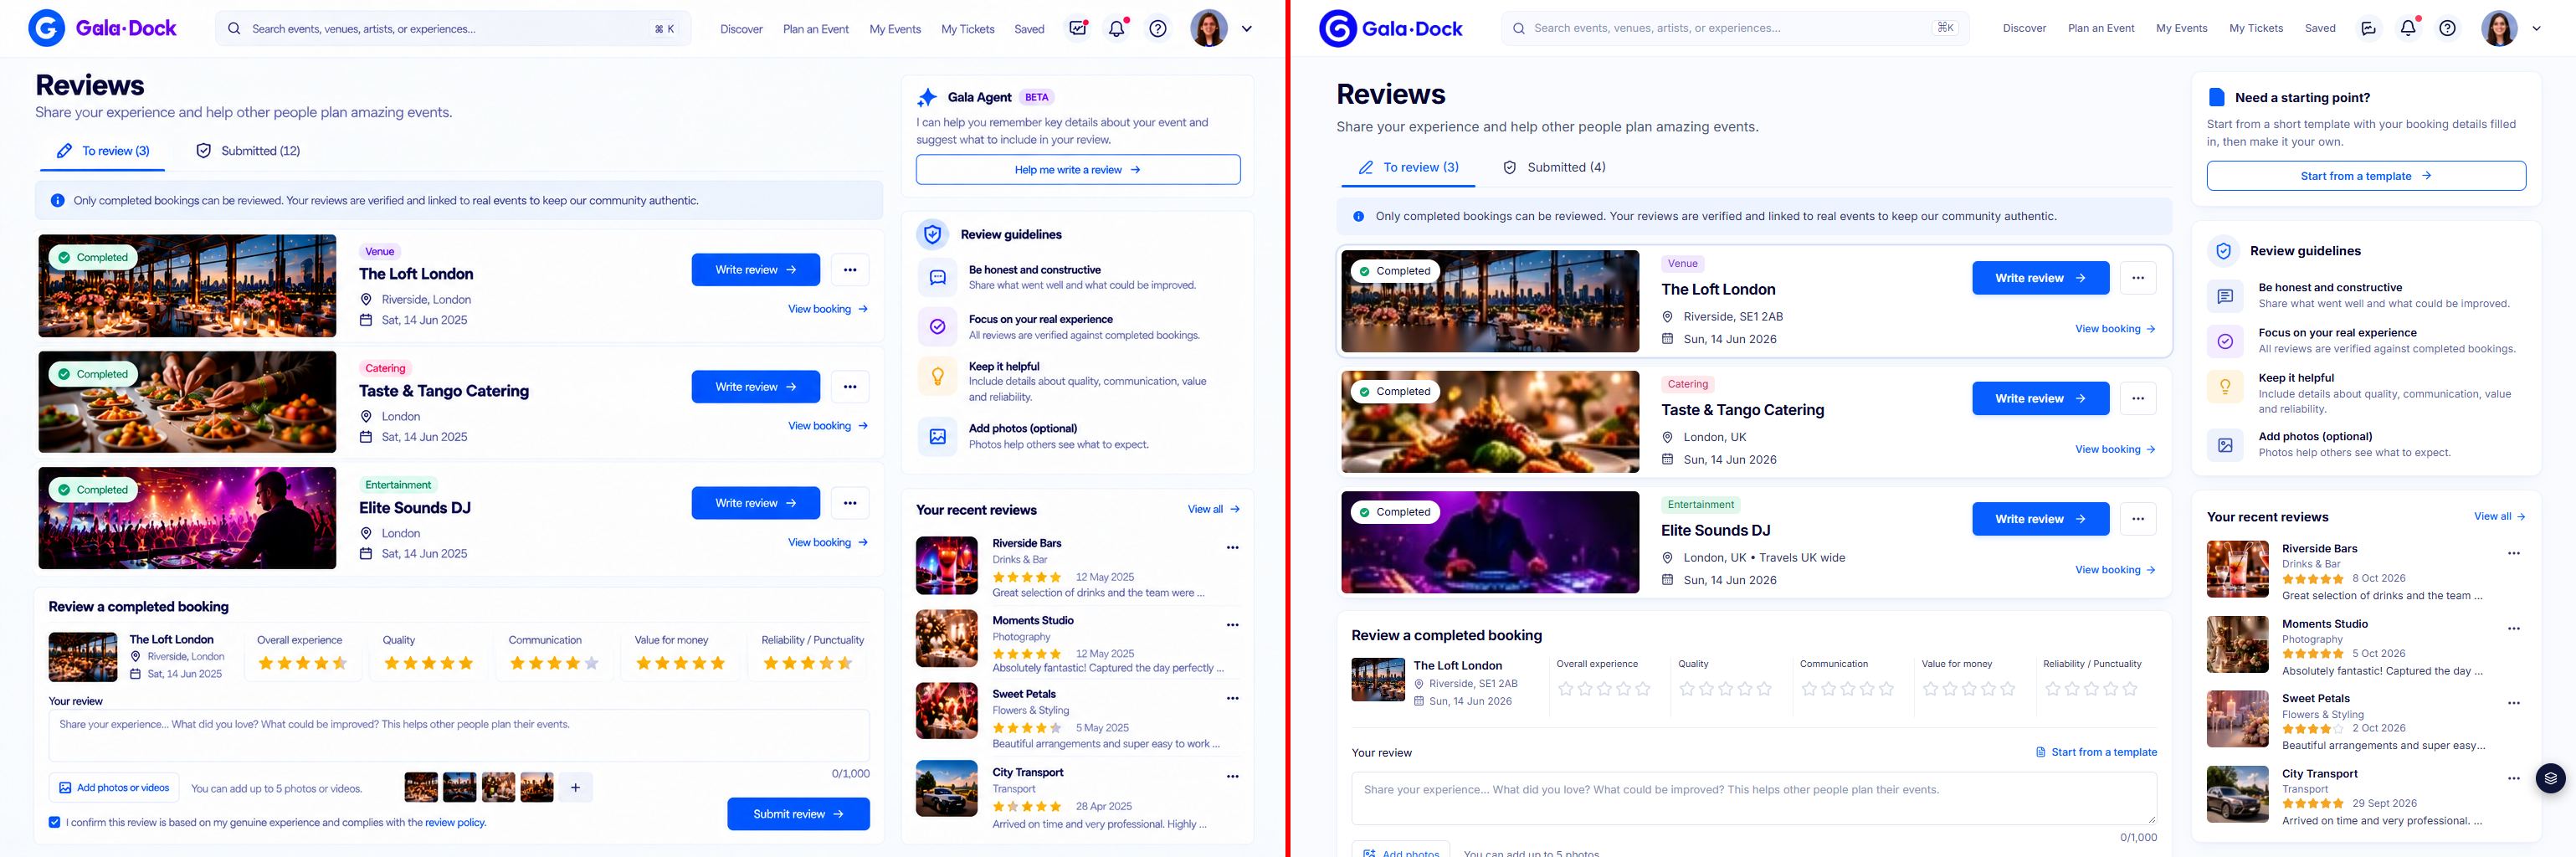 Gala·Dock
Search events, venues, artists, or experiences...
⌘ K
Discover
Plan an Event
My Events
My Tickets
Saved
Reviews
Share your experience and help other people plan amazing events.
To review (3)
Submitted (12)
Only completed bookings can be reviewed. Your reviews are verified and linked to real events to keep our community authentic.
Completed
Venue
The Loft London
Riverside, London
Sat, 14 Jun 2025
Write review →
•••
View booking →
Completed
Catering
Taste & Tango Catering
London
Sat, 14 Jun 2025
Write review →
•••
View booking →
Completed
Entertainment
Elite Sounds DJ
London
Sat, 14 Jun 2025
Write review →
•••
View booking →
Review a completed booking
The Loft London
Riverside, London
Sat, 14 Jun 2025
Overall experience
Quality
Communication
Value for money
Reliability / Punctuality
Your review
Share your experience... What did you love? What could be improved? This helps other people plan their events.
0/1,000
Add photos or videos
You can add up to 5 photos or videos.
+
I confirm this review is based on my genuine experience and complies with the review policy.
Submit review →
Gala Agent BETA
I can help you remember key details about your event and
suggest what to include in your review.
Help me write a review →
Review guidelines
Be honest and constructive
Share what went well and what could be improved.
Focus on your real experience
All reviews are verified against completed bookings.
Keep it helpful
Include details about quality, communication, value
and reliability.
Add photos (optional)
Photos help others see what to expect.
Your recent reviews
View all →
Riverside Bars
Drinks & Bar
12 May 2025
Great selection of drinks and the team were ...
Moments Studio
Photography
12 May 2025
Absolutely fantastic! Captured the day perfectly ...
Sweet Petals
Flowers & Styling
5 May 2025
Beautiful arrangements and super easy to work ...
City Transport
Transport
28 Apr 2025
Arrived on time and very professional. Highly ...
Gala·Dock
Search events, venues, artists, or experiences...
⌘K
Discover
Plan an Event
My Events
My Tickets
Saved
Reviews
Share your experience and help other people plan amazing events.
To review (3)
Submitted (4)
Only completed bookings can be reviewed. Your reviews are verified and linked to real events to keep our community authentic.
Completed
Venue
The Loft London
Riverside, SE1 2AB
Sun, 14 Jun 2026
Write review →
•••
View booking →
Completed
Catering
Taste & Tango Catering
London, UK
Sun, 14 Jun 2026
Write review →
•••
View booking →
Completed
Entertainment
Elite Sounds DJ
London, UK • Travels UK wide
Sun, 14 Jun 2026
Write review →
•••
View booking →
Review a completed booking
The Loft London
Riverside, SE1 2AB
Sun, 14 Jun 2026
Overall experience
Quality
Communication
Value for money
Reliability / Punctuality
Your review
Start from a template
Share your experience... What did you love? What could be improved? This helps other people plan their events.
0/1,000
Add photos
You can add up to 5 photos
Need a starting point?
Start from a short template with your booking details filled
in, then make it your own.
Start from a template →
Review guidelines
Be honest and constructive
Share what went well and what could be improved.
Focus on your real experience
All reviews are verified against completed bookings.
Keep it helpful
Include details about quality, communication, value
and reliability.
Add photos (optional)
Photos help others see what to expect.
Your recent reviews
View all →
Riverside Bars
Drinks & Bar
8 Oct 2026
Great selection of drinks and the team ...
Moments Studio
Photography
5 Oct 2026
Absolutely fantastic! Captured the day ...
Sweet Petals
Flowers & Styling
2 Oct 2026
Beautiful arrangements and super easy...
City Transport
Transport
29 Sept 2026
Arrived on time and very professional. ...